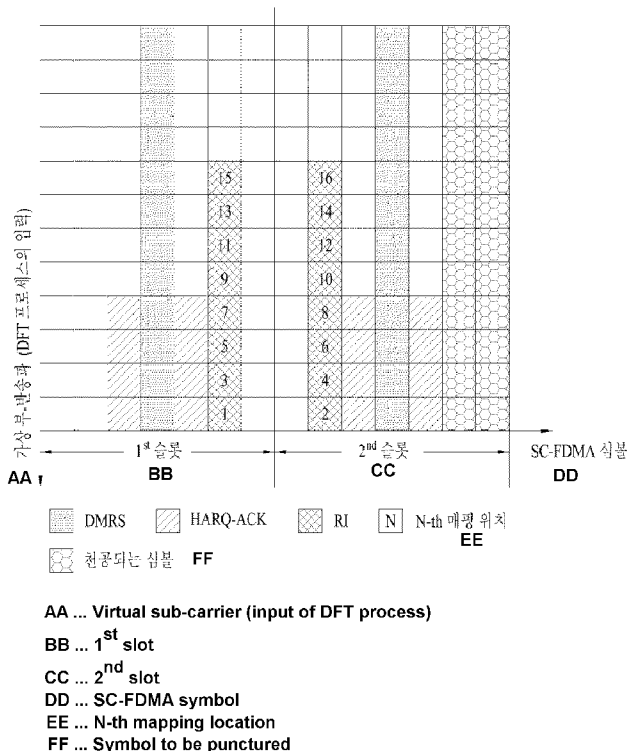 가상 부-반송파 (DFT 프로세스의 입력)
15 16
13 14
11 12
9 10
7 8
5 6
3 4
1 2
1st 슬롯 2nd 슬롯 SC-FDMA 심볼
AA BB CC DD
DMRS HARQ-ACK RI N N-th 매핑 위치
EE
천공되는 심볼 FF
AA ... Virtual sub-carrier (input of DFT process)
BB ... 1st slot
CC ... 2nd slot
DD ... SC-FDMA symbol
EE ... N-th mapping location
FF ... Symbol to be punctured